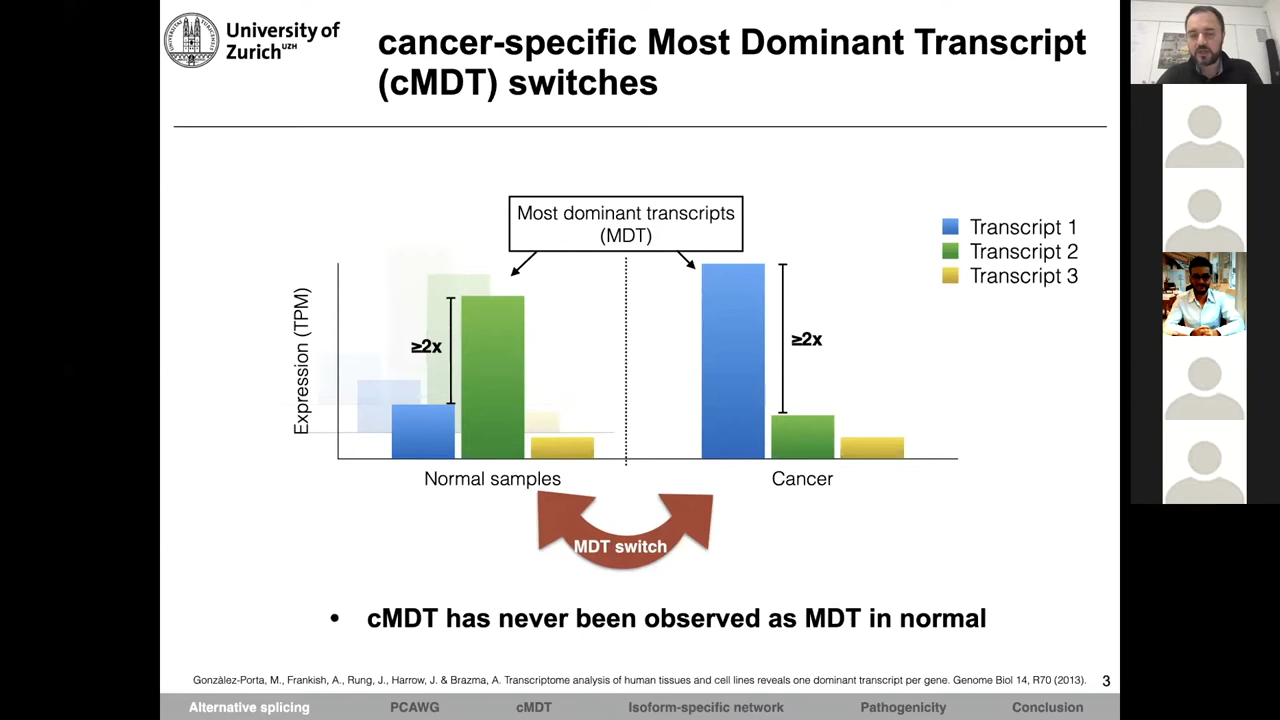 University of
Zurich UZH
cancer-specific Most Dominant Transcript
(cMDT) switches
Most dominant transcripts
(MDT)
Transcript 1
Transcript 2
Transcript 3
Expression (TPM)
≥2x
≥2x
Normal samples
Cancer
MDT switch
• cMDT has never been observed as MDT in normal
Gonzàlez-Porta, M., Frankish, A., Rung, J., Harrow, J. & Brazma, A. Transcriptome analysis of human tissues and cell lines reveals one dominant transcript per gene. Genome Biol 14, R70 (2013).
3
Alternative splicing
PCAWG
cMDT
Isoform-specific network
Pathogenicity
Conclusion